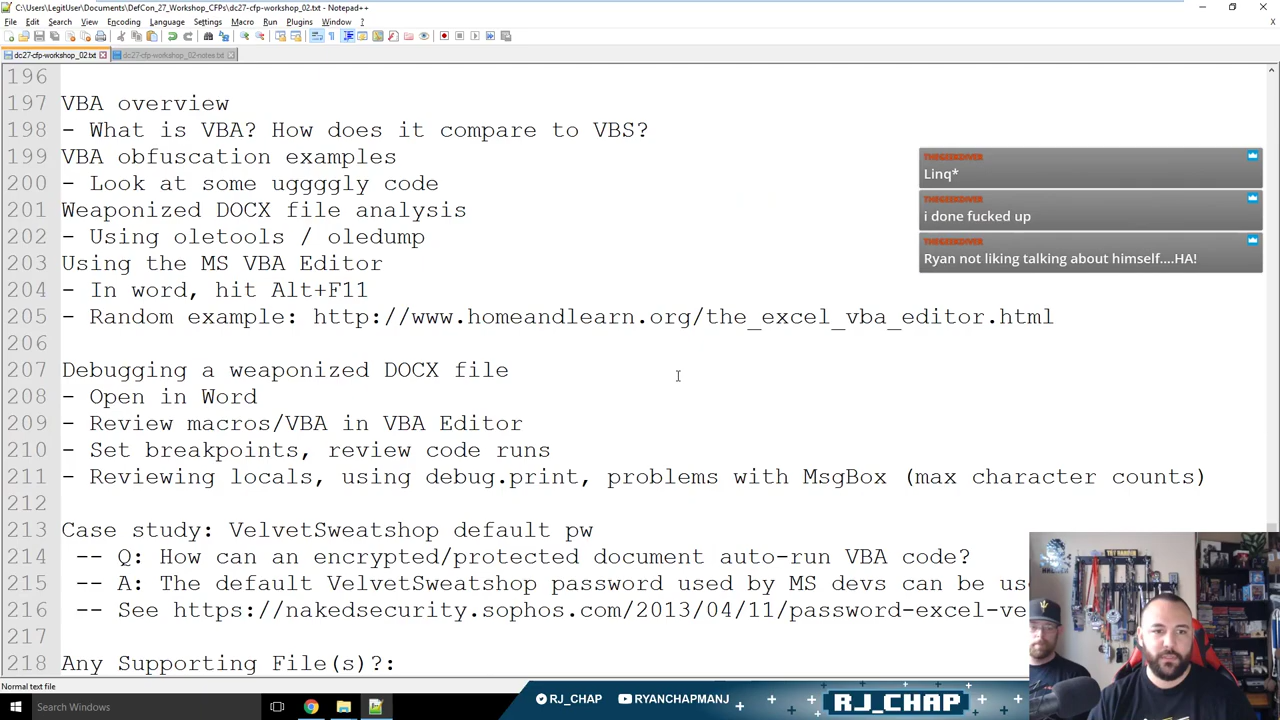 C:\Users\LegitUser\Documents\DefCon_27_Workshop_CFPs\dc27-cfp-workshop_02.txt - Notepad++
File Edit Search View Encoding Language Settings Macro Run Plugins Window ?
dc27-cfp-workshop_02.txt dc27-cfp-workshop_02notes.txt
196
197 VBA overview
198 - What is VBA? How does it compare to VBS?
199 VBA obfuscation examples
200 - Look at some uggggly code
201 Weaponized DOCX file analysis
202 - Using oletools / oledump
203 Using the MS VBA Editor
204 - In word, hit Alt+F11
205 - Random example: http://www.homeandlearn.org/the_excel_vba_editor.html
206
207 Debugging a weaponized DOCX file
208 - Open in Word
209 - Review macros/VBA in VBA Editor
210 - Set breakpoints, review code runs
211 - Reviewing locals, using debug.print, problems with MsgBox (max character counts)
212
213 Case study: VelvetSweatshop default pw
214 -- Q: How can an encrypted/protected document auto-run VBA code?
215 -- A: The default VelvetSweatshop password used by MS devs can be us
216 -- See https://nakedsecurity.sophos.com/2013/04/11/password-excel-ve
217
218 Any Supporting File(s)?:
THEGEEKDIVER
Linq*
THEGEEKDIVER
i done fucked up
THEGEEKDIVER
Ryan not liking talking about himself....HA!
Normal text file
Search Windows
RJ_CHAP RYANCHAPMANJ RJ_CHAP